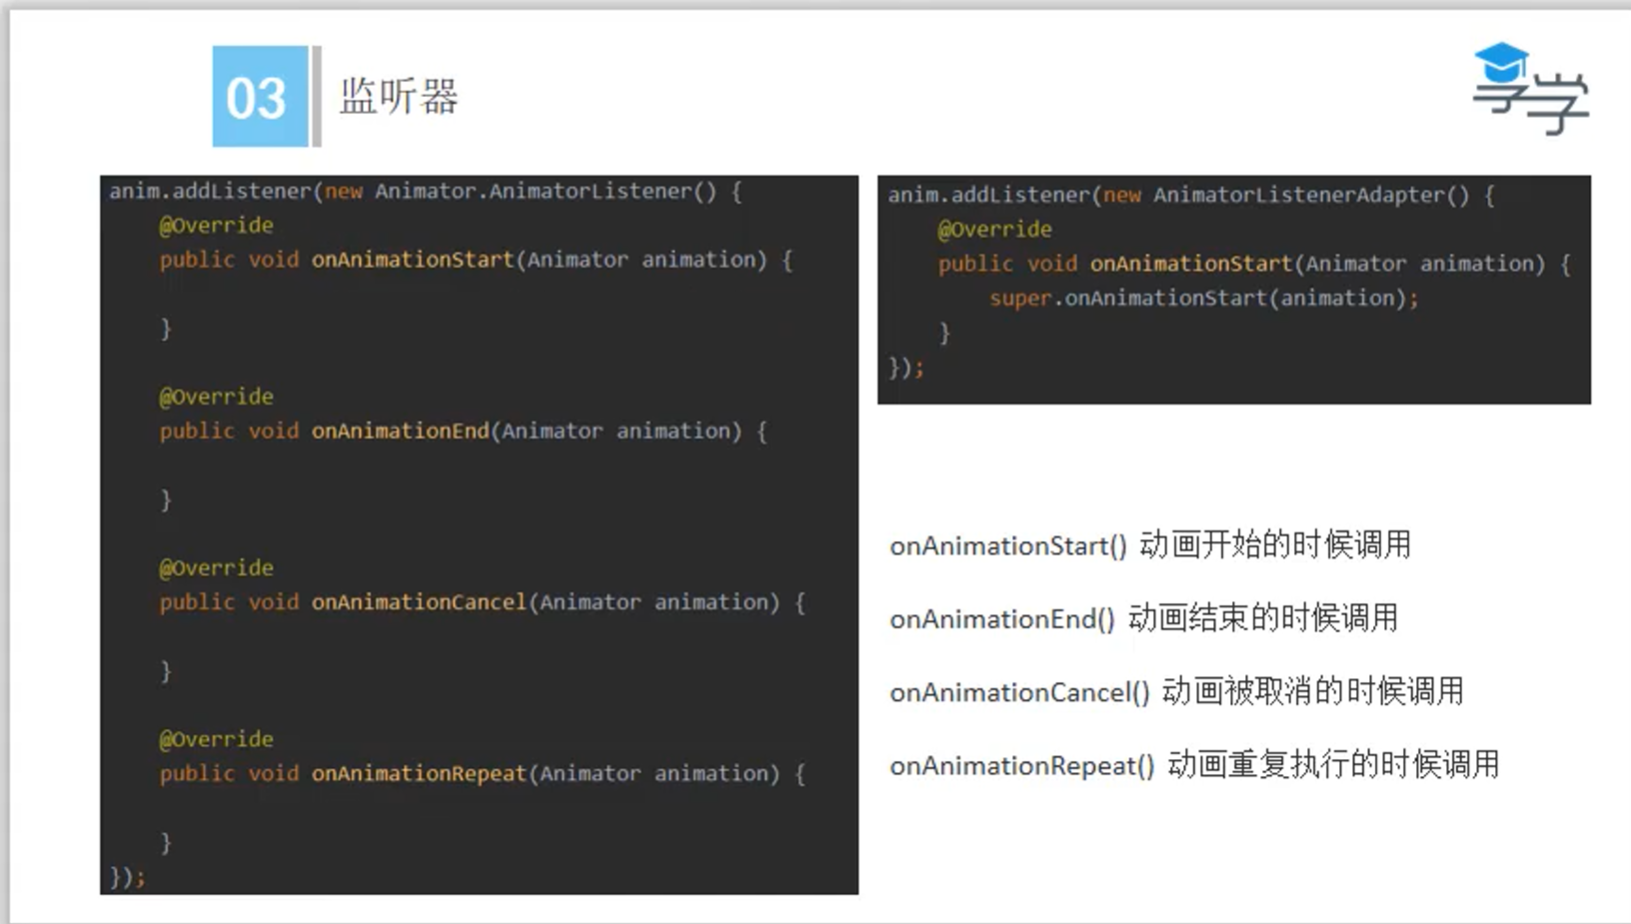 03
监听器
享学
anim.addListener(new Animator.AnimatorListener() {
@Override
public void onAnimationStart(Animator animation) {
}
@Override
public void onAnimationEnd(Animator animation) {
}
@Override
public void onAnimationCancel(Animator animation) {
}
@Override
public void onAnimationRepeat(Animator animation) {
}
});
anim.addListener(new AnimatorListenerAdapter() {
@Override
public void onAnimationStart(Animator animation) {
super.onAnimationStart(animation);
}
});
onAnimationStart() 动画开始的时候调用
onAnimationEnd() 动画结束的时候调用
onAnimationCancel() 动画被取消的时候调用
onAnimationRepeat() 动画重复执行的时候调用